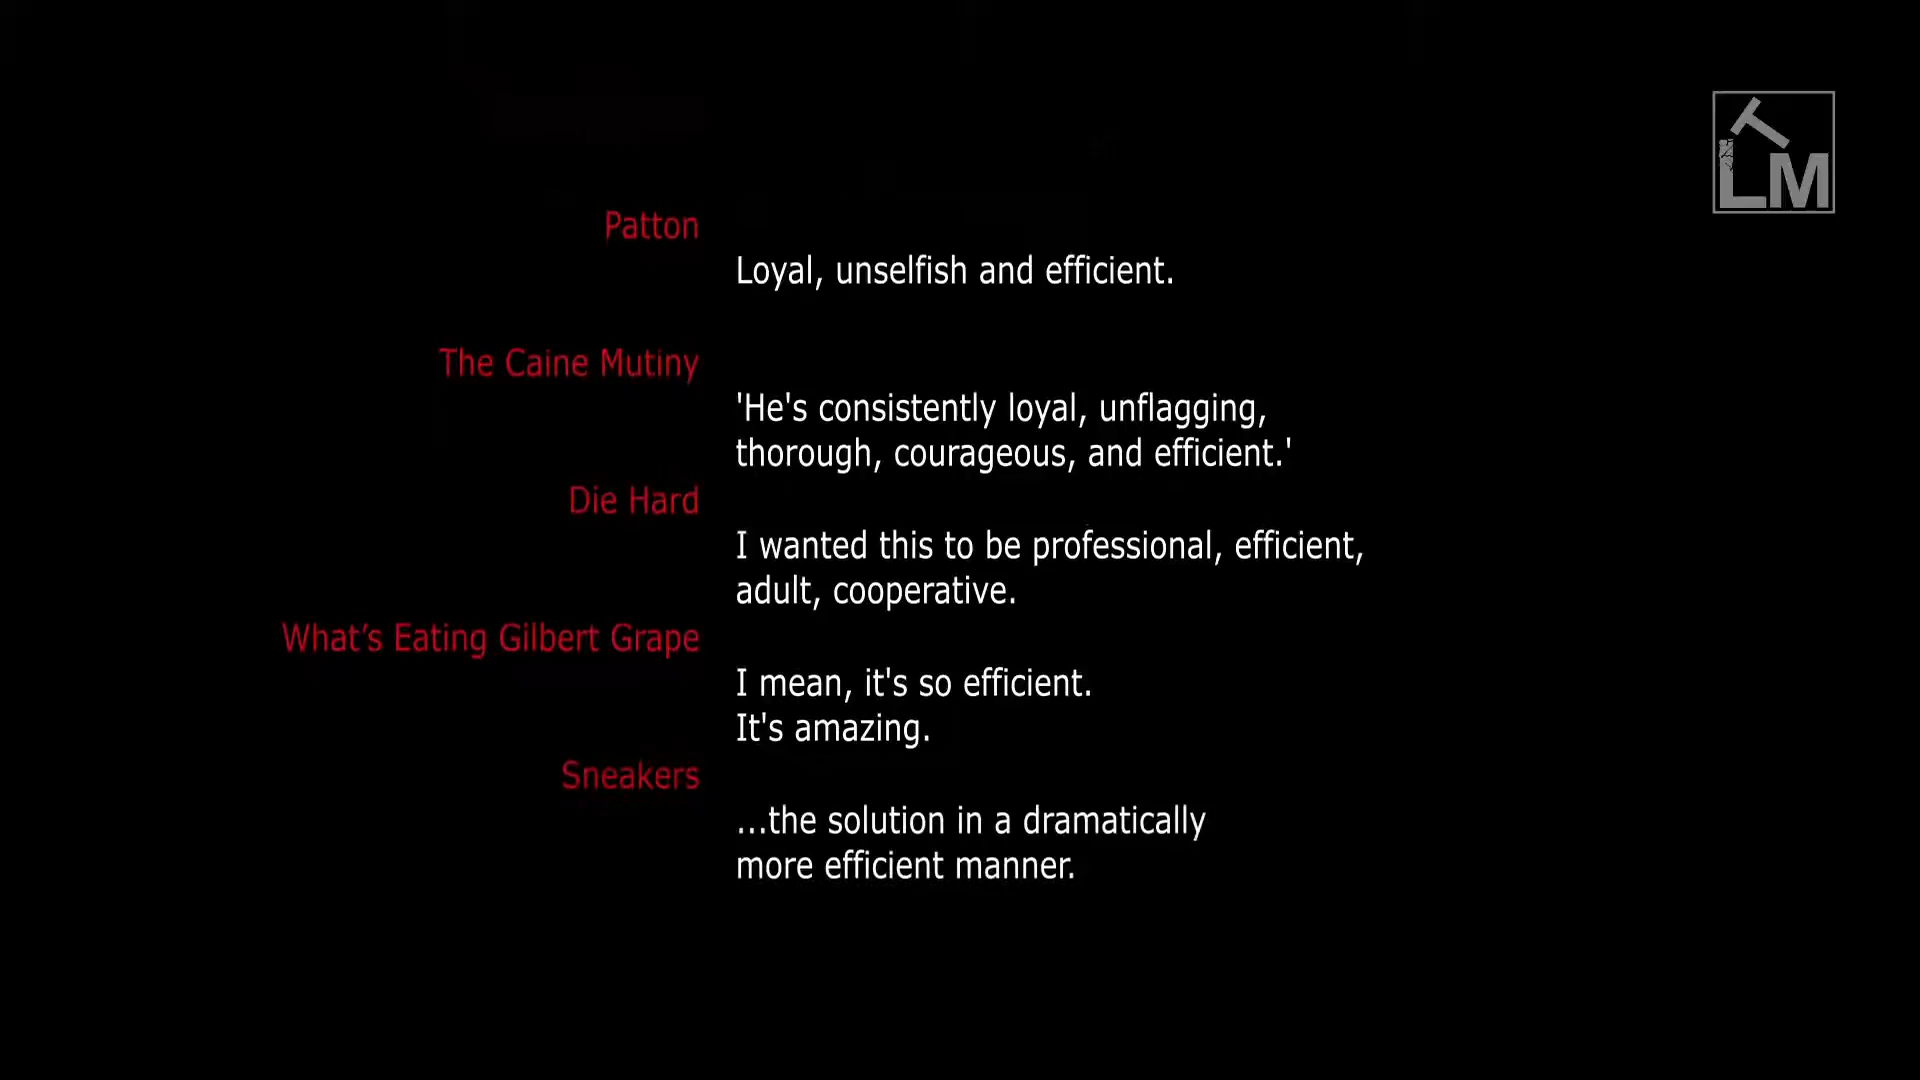 Patton
Loyal, unselfish and efficient.
The Caine Mutiny
'He's consistently loyal, unflagging,
thorough, courageous, and efficient.'
Die Hard
I wanted this to be professional, efficient,
adult, cooperative.
What’s Eating Gilbert Grape
I mean, it's so efficient.
It's amazing.
Sneakers
...the solution in a dramatically
more efficient manner.
LTM